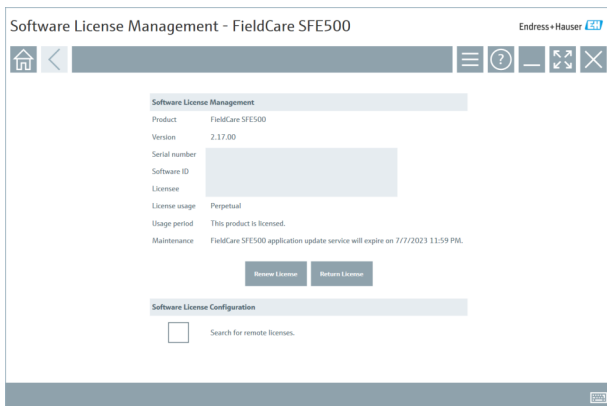 Software License Management - FieldCare SFE500
Endress+Hauser EH
?
Software License Management
Product FieldCare SFE500
Version 2.17.00
Serial number
Software ID
Licensee
License usage Perpetual
Usage period This product is licensed.
Maintenance FieldCare SFE500 application update service will expire on 7/7/2023 11:59 PM.
Renew License Return License
Software License Configuration
Search for remote licenses.